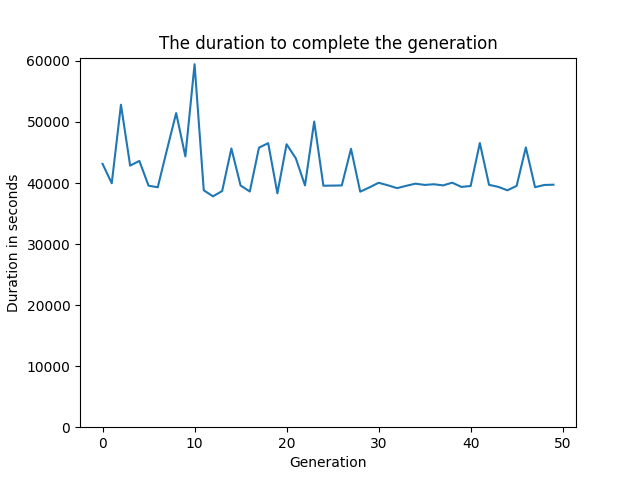 The duration to complete the generation
60000
50000
40000
30000
20000
10000
0
Duration in seconds
0 10 20 30 40 50
Generation